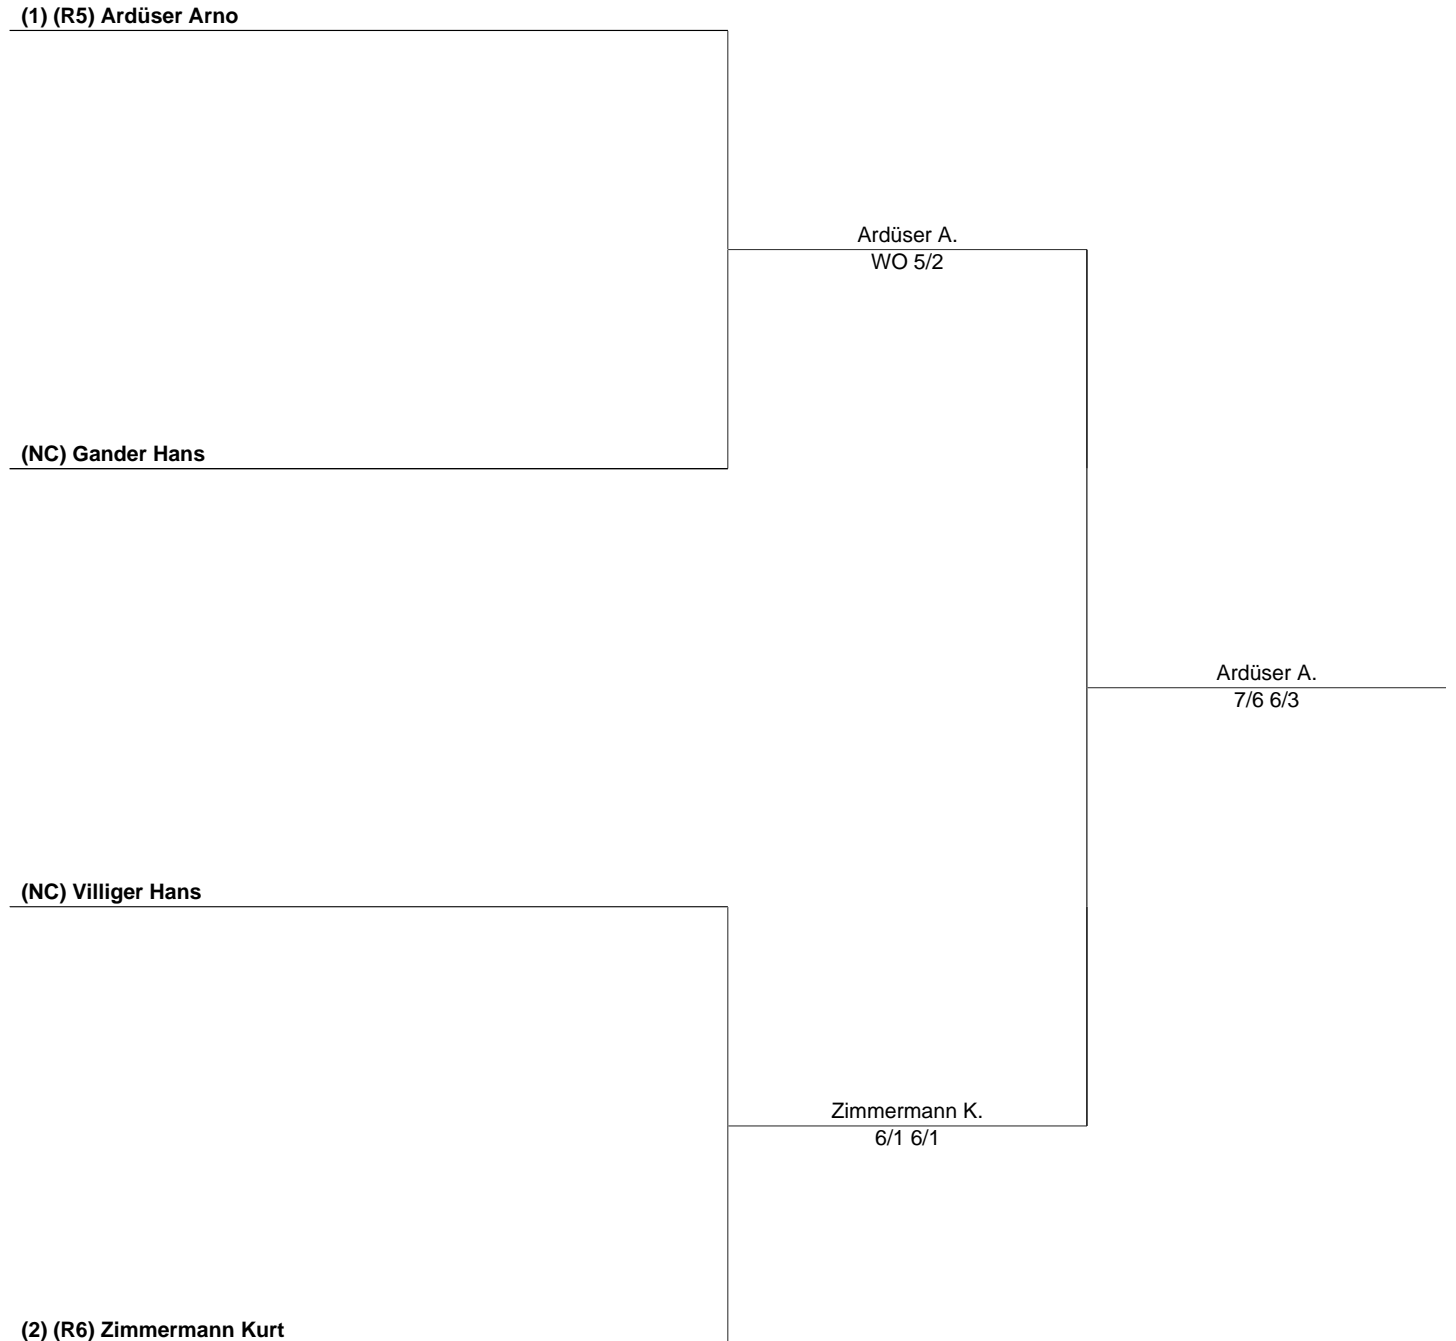 (1) (R5) Ardüser Arno
Ardüser A.
WO 5/2
(NC) Gander Hans
Ardüser A.
7/6 6/3
(NC) Villiger Hans
Zimmermann K.
6/1 6/1
(2) (R6) Zimmermann Kurt